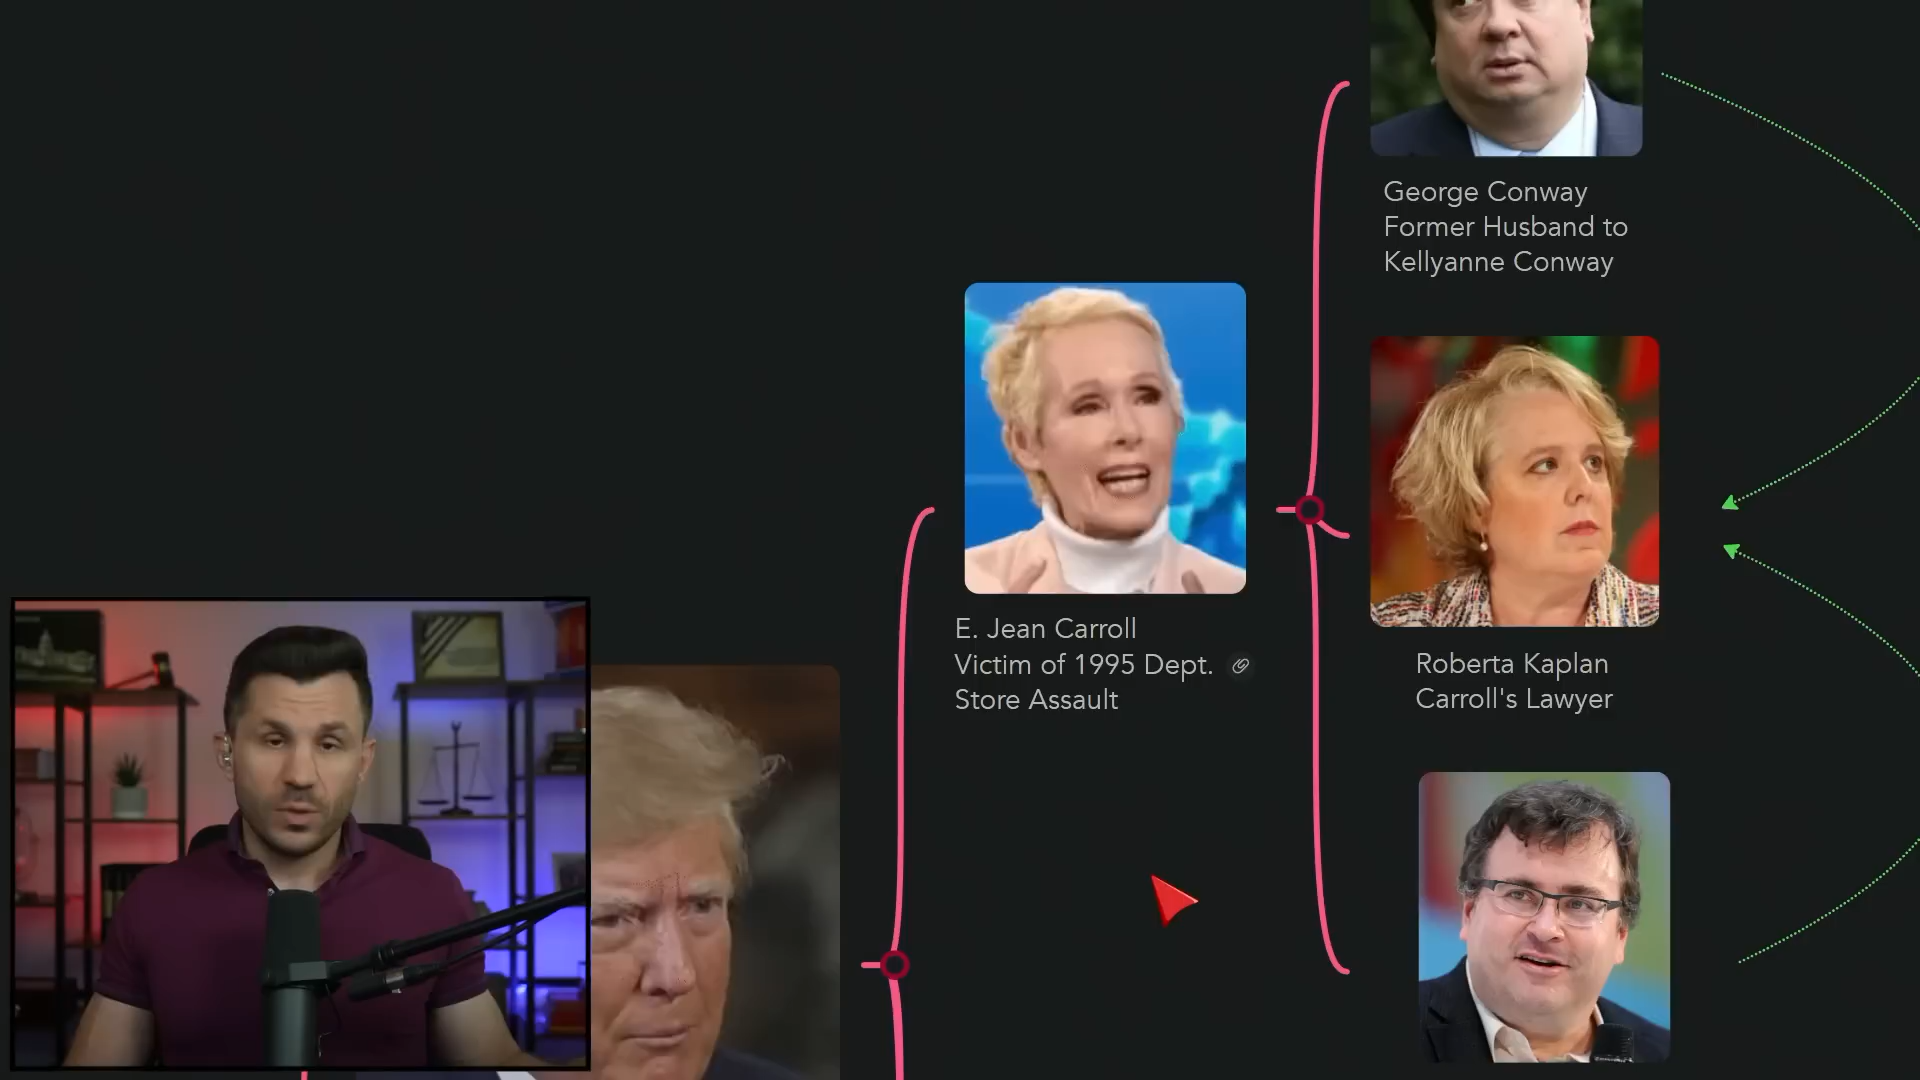 George Conway
Former Husband to
Kellyanne Conway
E. Jean Carroll
Victim of 1995 Dept.
Store Assault
Roberta Kaplan
Carroll's Lawyer